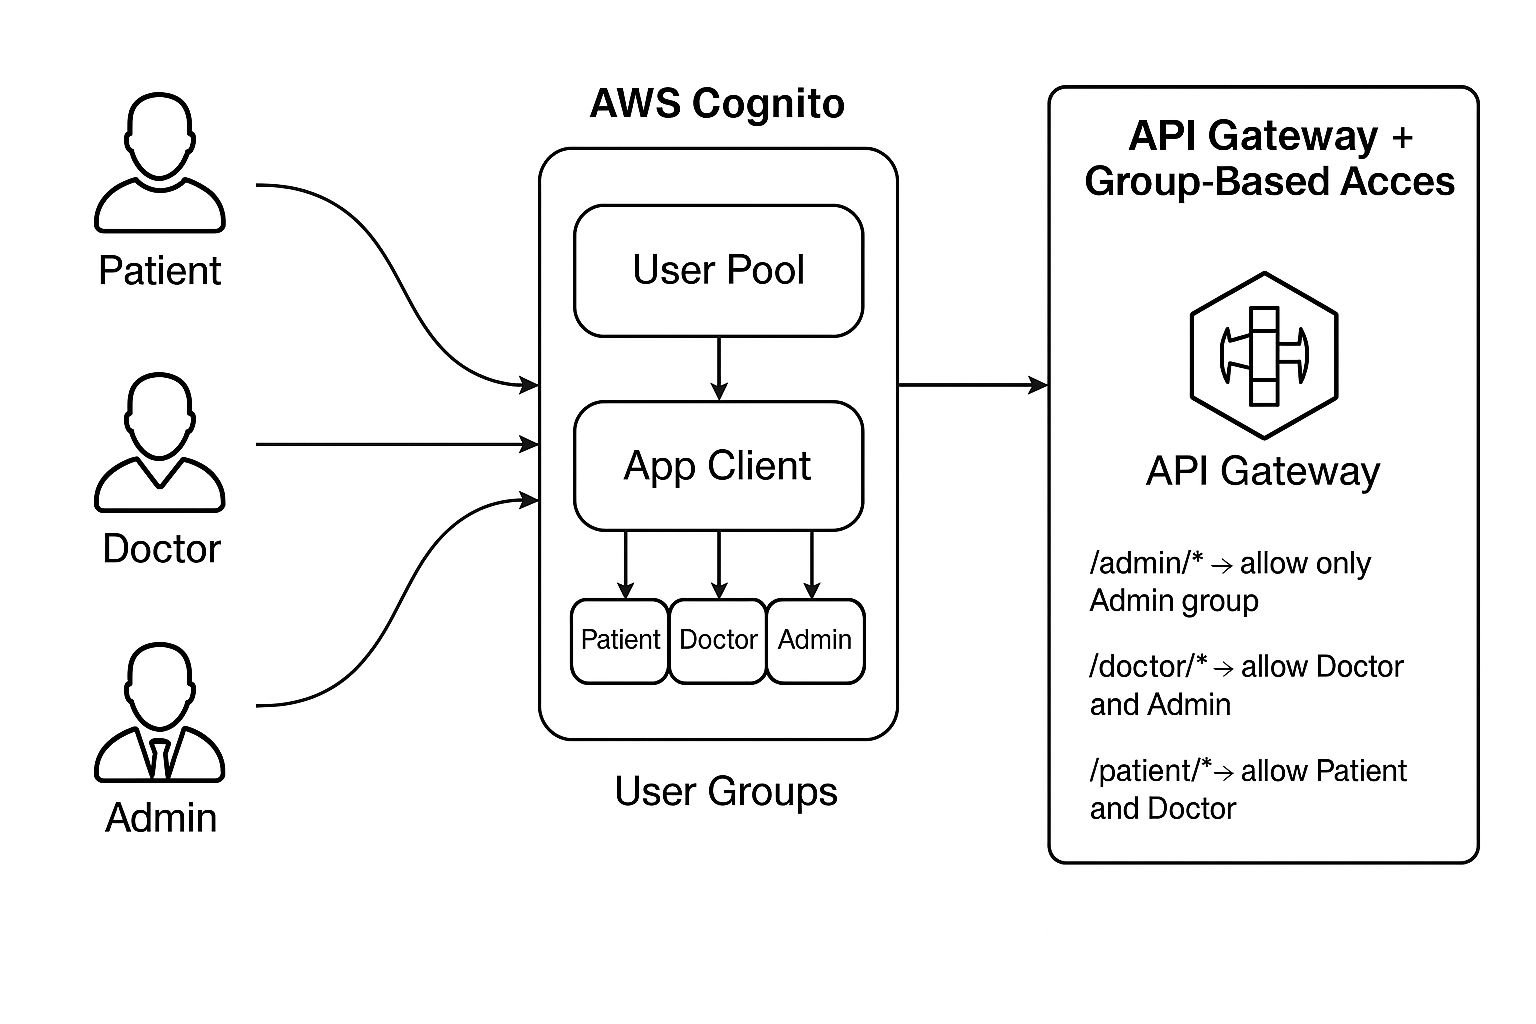 Patient
Doctor
Admin
AWS Cognito
User Pool
App Client
Patient
Doctor
Admin
User Groups
API Gateway +
Group-Based Acces
API Gateway
/admin/* → allow only
Admin group
/doctor/* → allow Doctor
and Admin
/patient/* → allow Patient
and Doctor